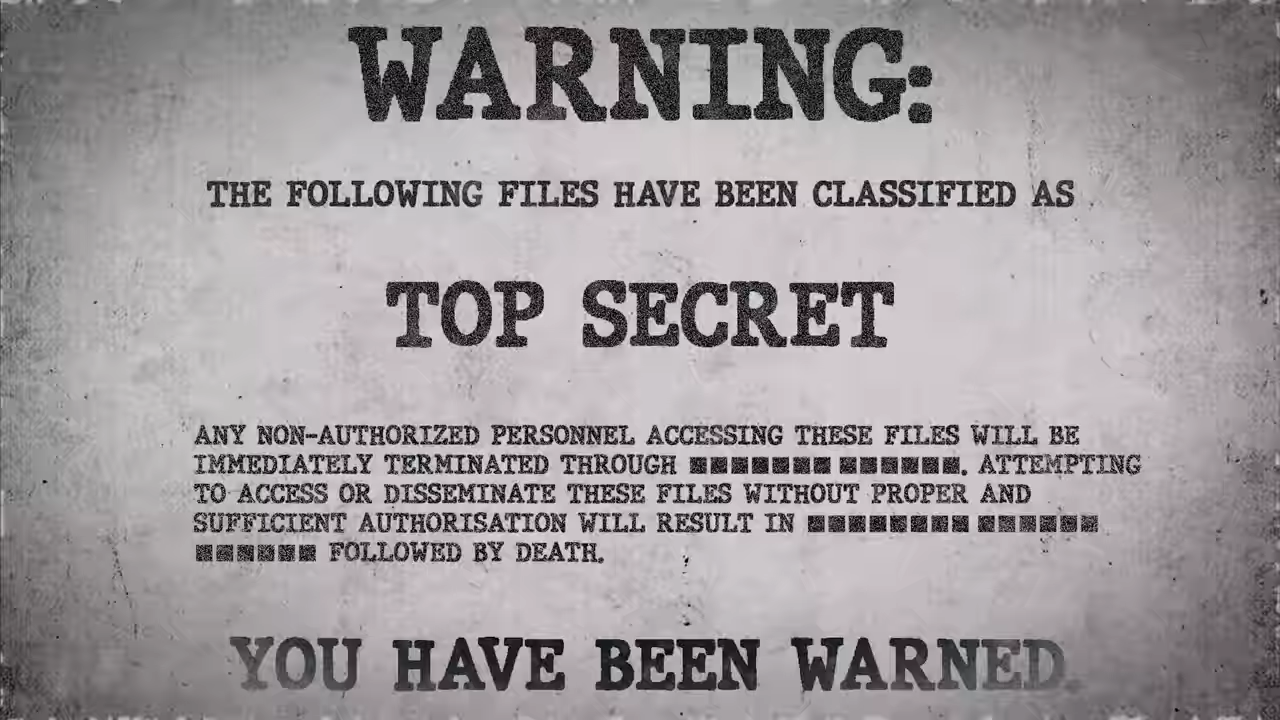 WARNING:
THE FOLLOWING FILES HAVE BEEN CLASSIFIED AS
TOP SECRET
ANY NON-AUTHORIZED PERSONNEL ACCESSING THESE FILES WILL BE
IMMEDIATELY TERMINATED THROUGH ■■■■■■■ ■■■■■■. ATTEMPTING
TO ACCESS OR DISSEMINATE THESE FILES WITHOUT PROPER AND
SUFFICIENT AUTHORISATION WILL RESULT IN ■■■■■■■■ ■■■■■■
■■■■■■ FOLLOWED BY DEATH.
YOU HAVE BEEN WARNED.